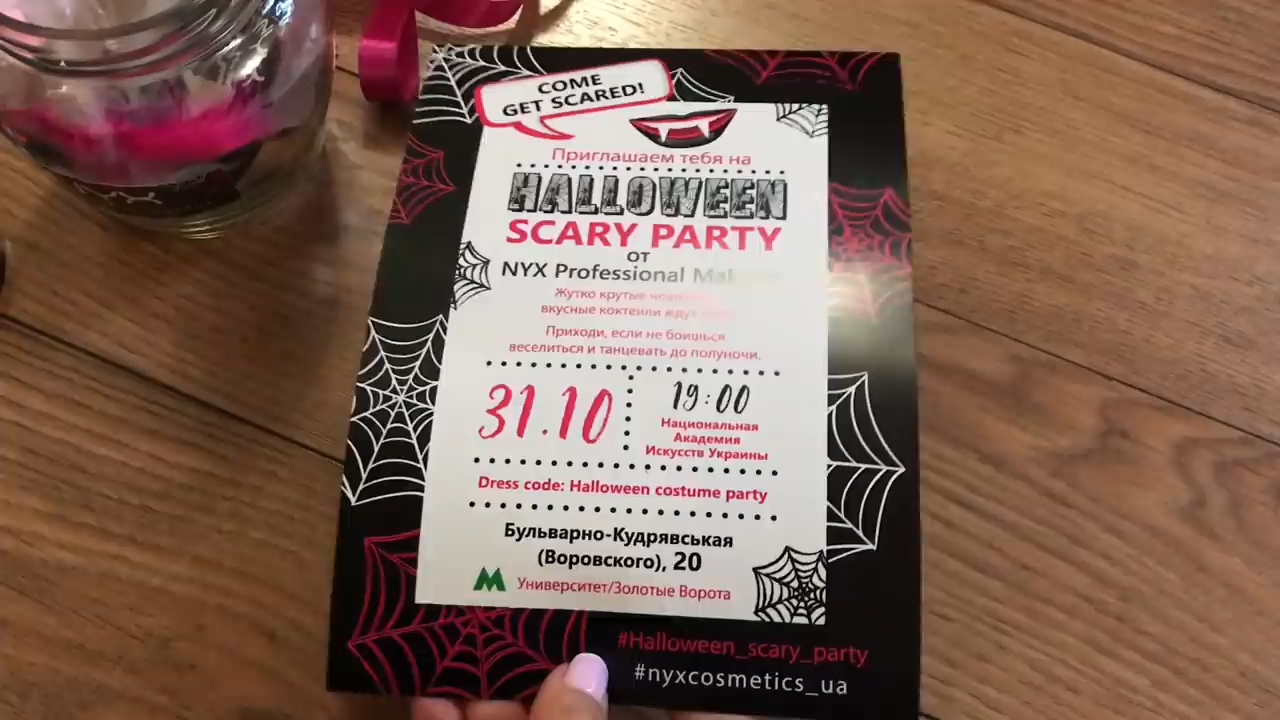 COME
GET SCARED!
Приглашаем тебя на
HALLOWEEN
SCARY PARTY
от
NYX Professional
Жутко крутые
вкусные коктейли ждут
Приходи, если не боишься
веселиться и танцевать до полуночи.
31.10
19:00
Национальная
Академия
Искусств Украины
Dress code: Halloween costume party
Бульварно-Кудрявська
(Воровского), 20
М Университет/Золотые Ворота
#Halloween_scary_party
#nyxcosmetics_ua